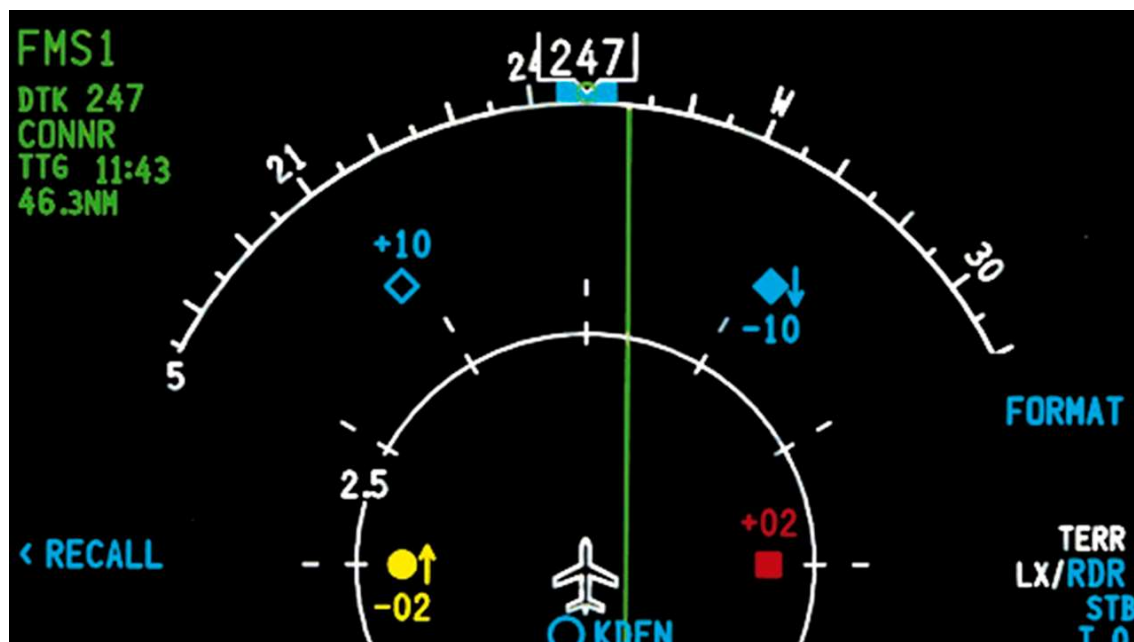 FMS1
DTK 247
CONNR
TTG 11:43
46.3NM
247
W
21
30
+10
-10
5
FORMAT
2.5
+02
-02
< RECALL
TERR
LX/RDR
STB
KDEN